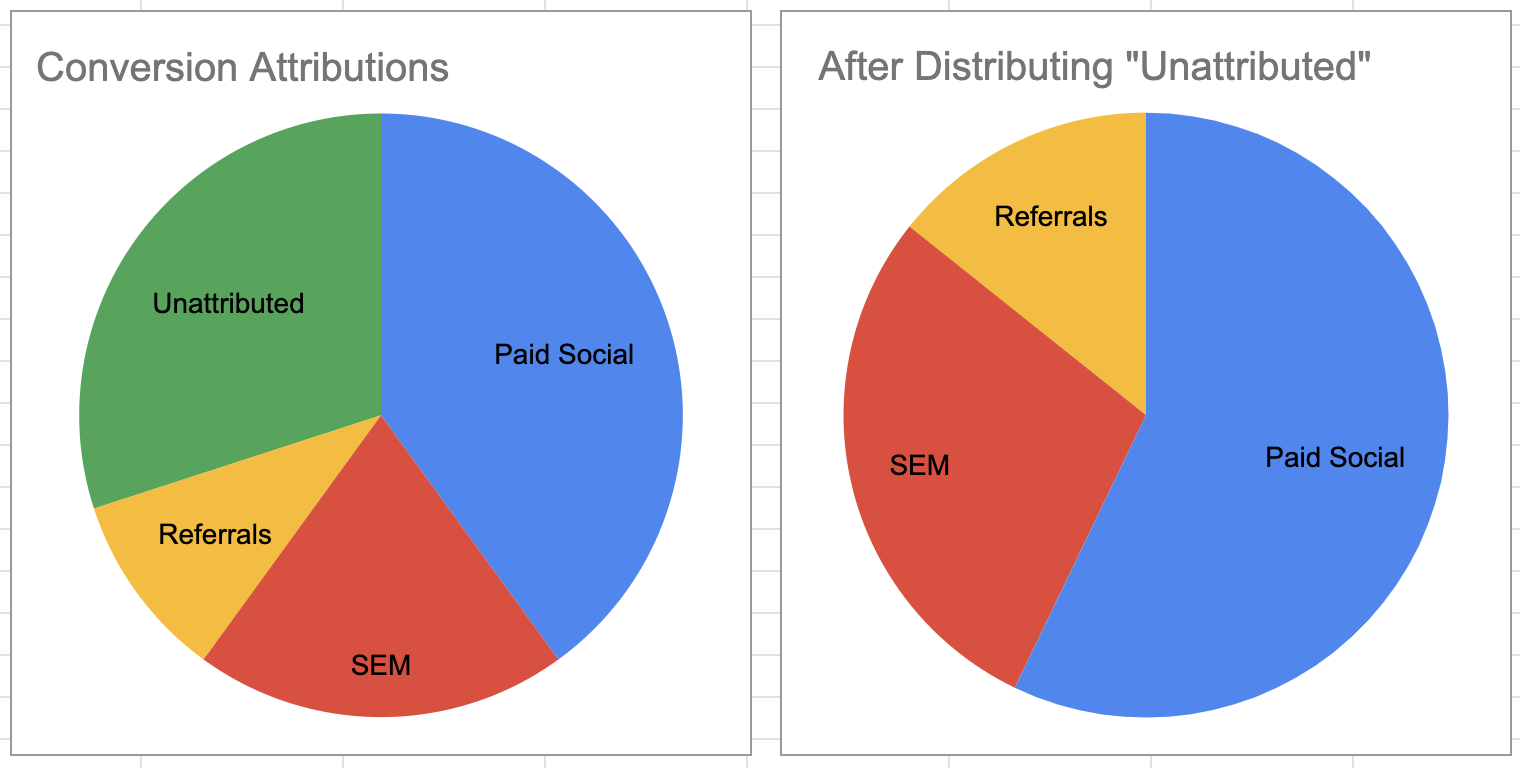 Conversion Attributions
Unattributed
Paid Social
Referrals
SEM
After Distributing "Unattributed"
Referrals
Paid Social
SEM